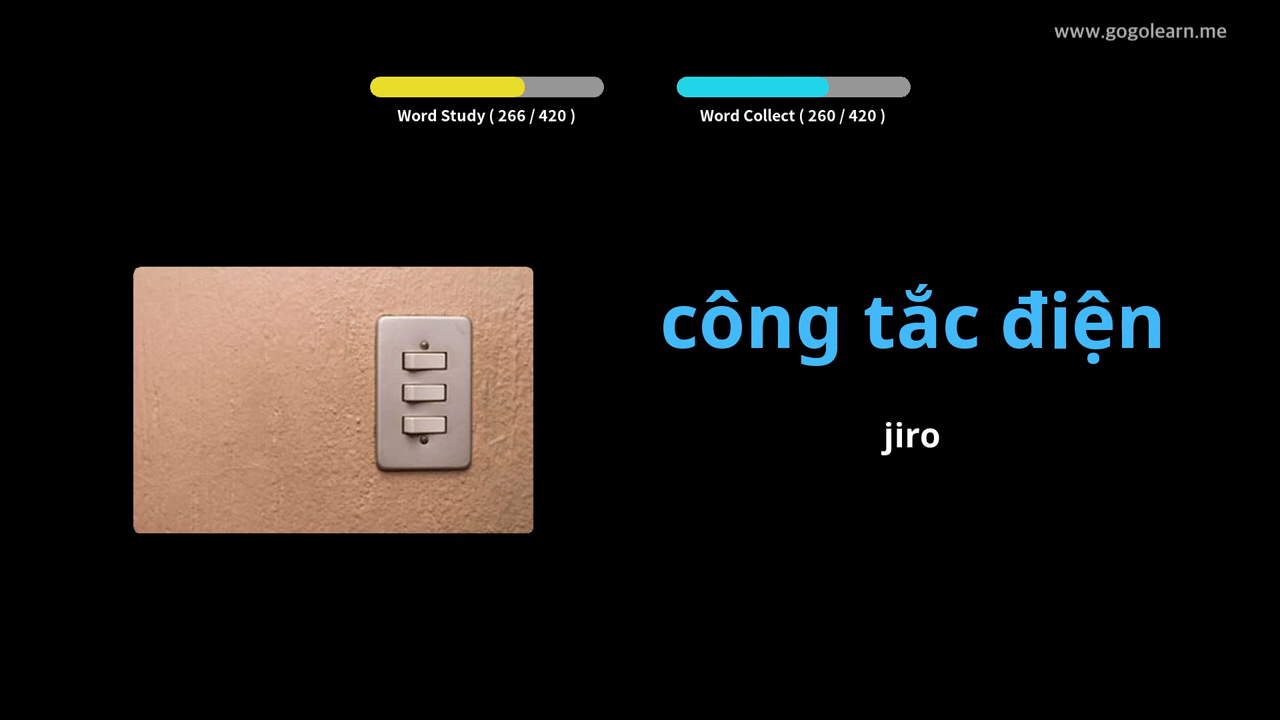 www.gogolearn.me
Word Study ( 266 / 420 )
Word Collect ( 260 / 420 )
công tắc điện
jiro